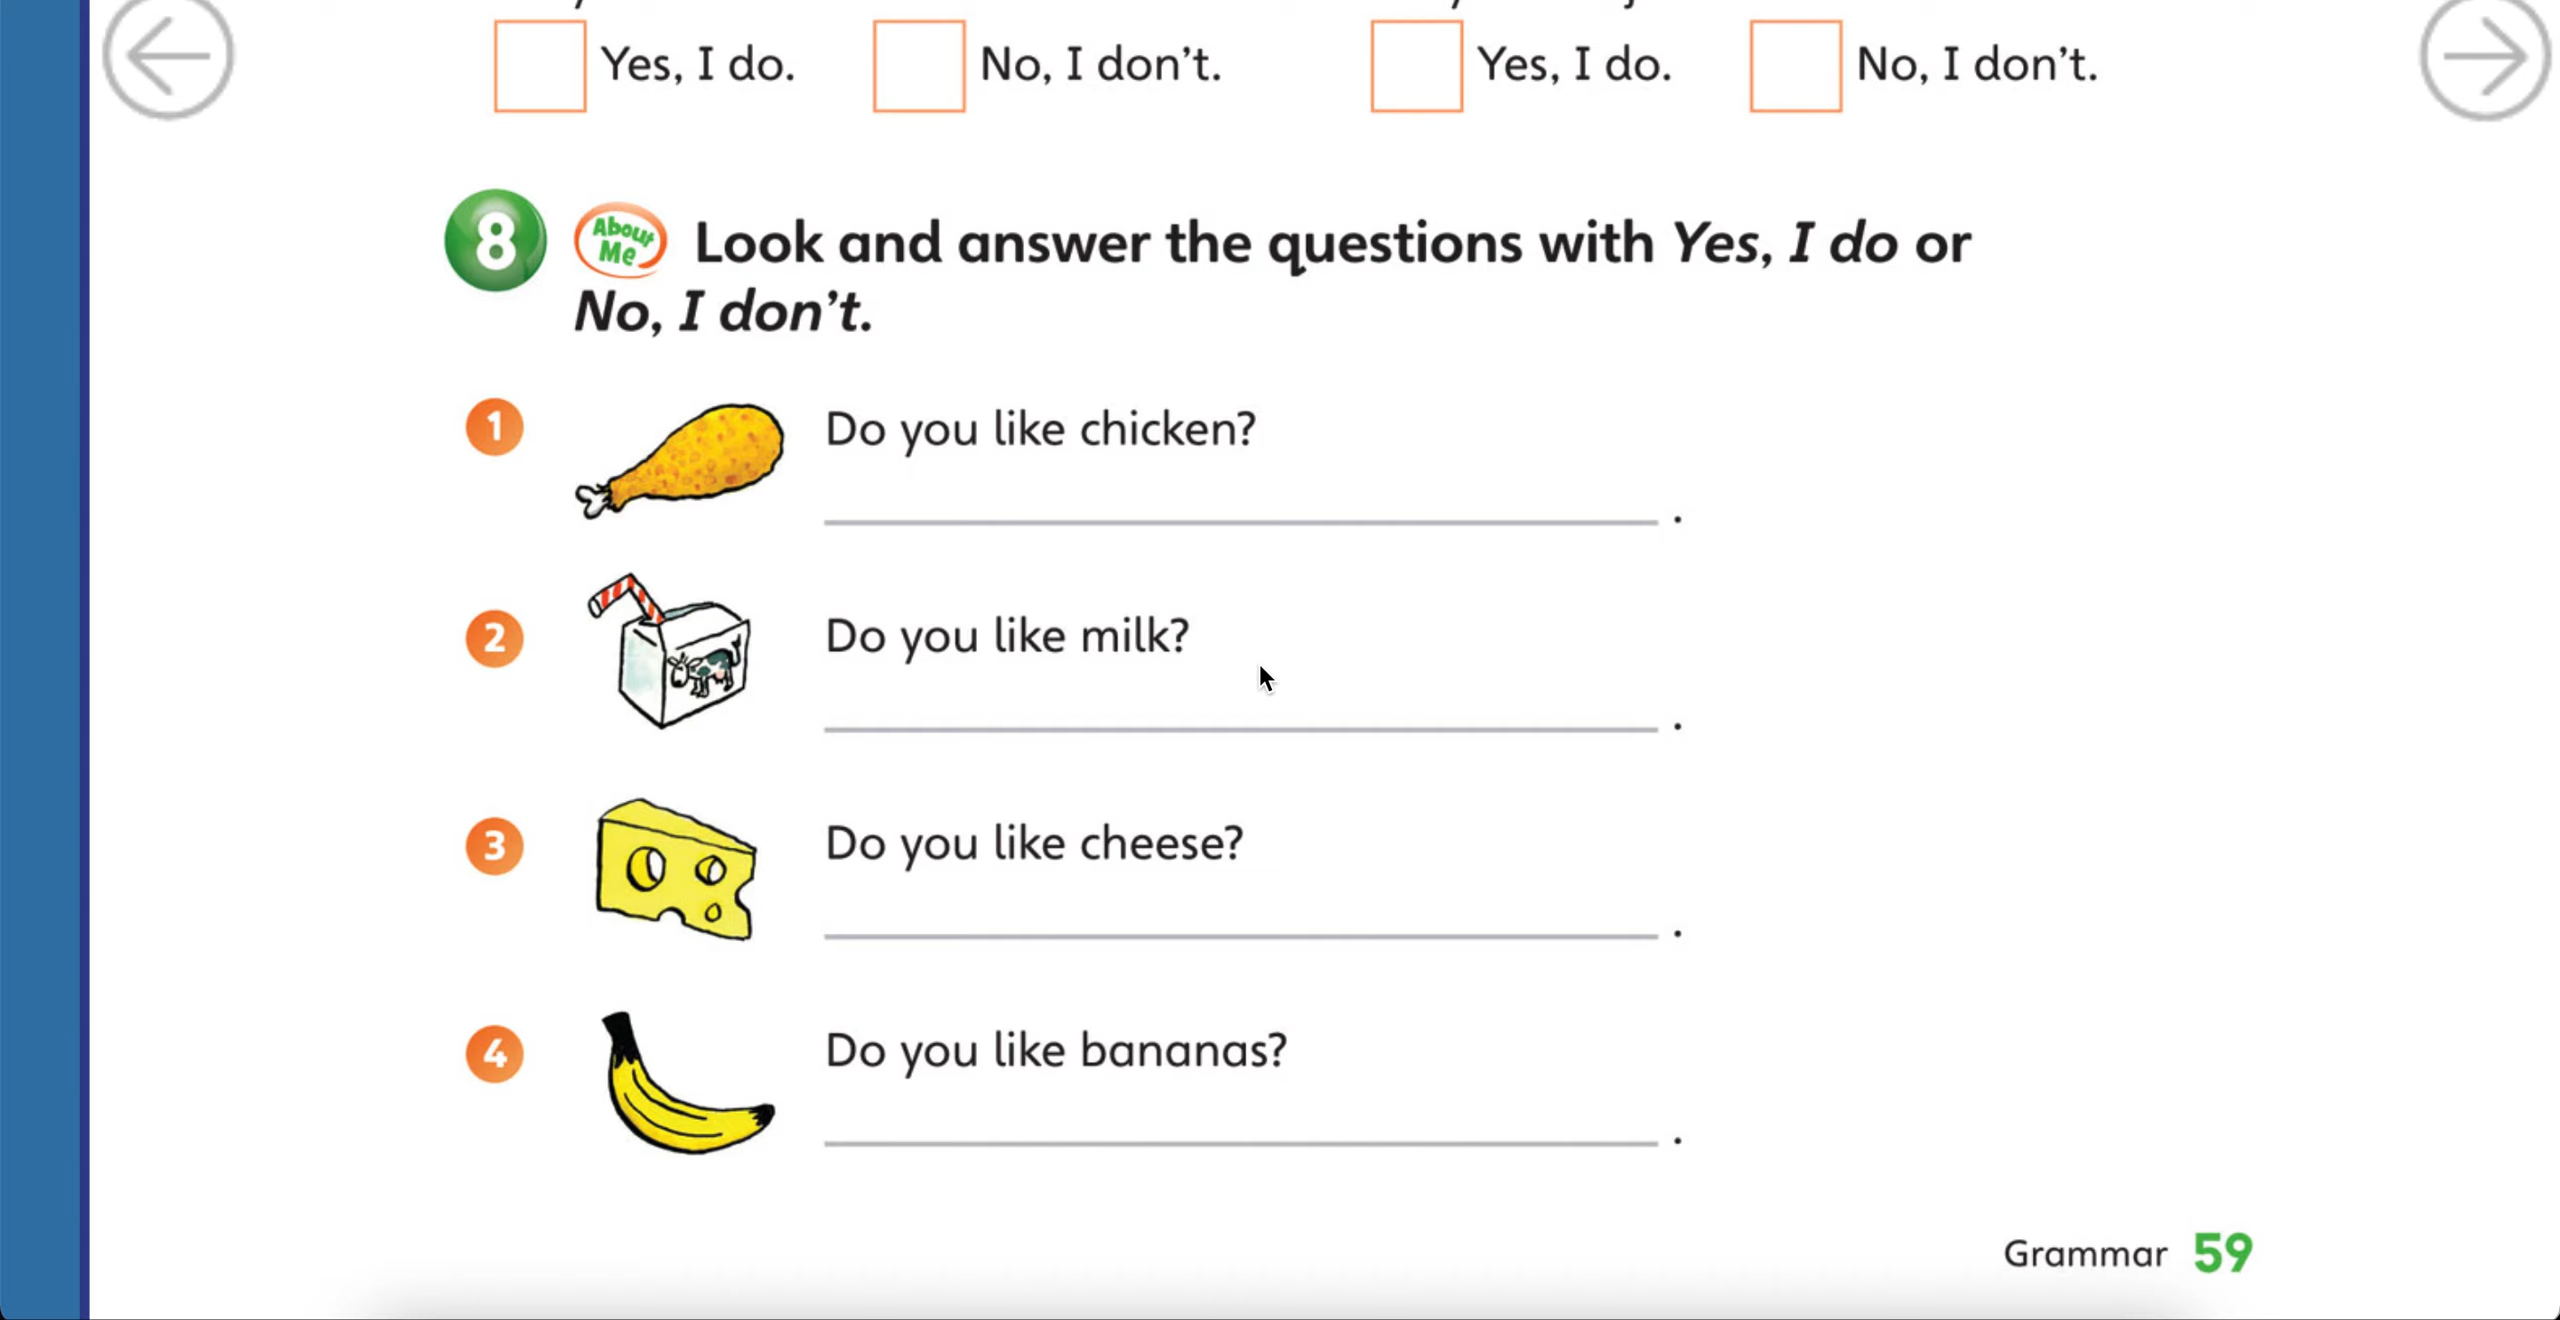 Yes, I do. No, I don't. Yes, I do. No, I don't.
8 About Me Look and answer the questions with Yes, I do or
No, I don't.
1 Do you like chicken?
.
2 Do you like milk?
.
3 Do you like cheese?
.
4 Do you like bananas?
.
Grammar 59